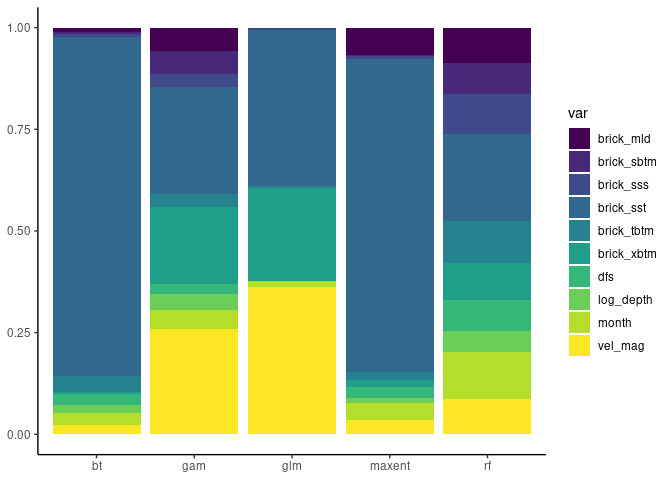 1.00
0.75
0.50
0.25
0.00
bt gam glm maxent rf
var
brick_mld
brick_sbtm
brick_sss
brick_sst
brick_tbtm
brick_xbtm
dfs
log_depth
month
vel_mag